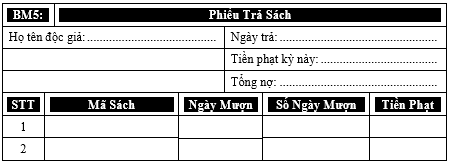 BM5: Phiếu Trả Sách
Họ tên độc giả: ............................................ Ngày trả: .....................................................
Tiền phạt kỳ này: ........................................
Tổng nợ: .....................................................
STT Mã Sách Ngày Mượn Số Ngày Mượn Tiền Phạt
1
2